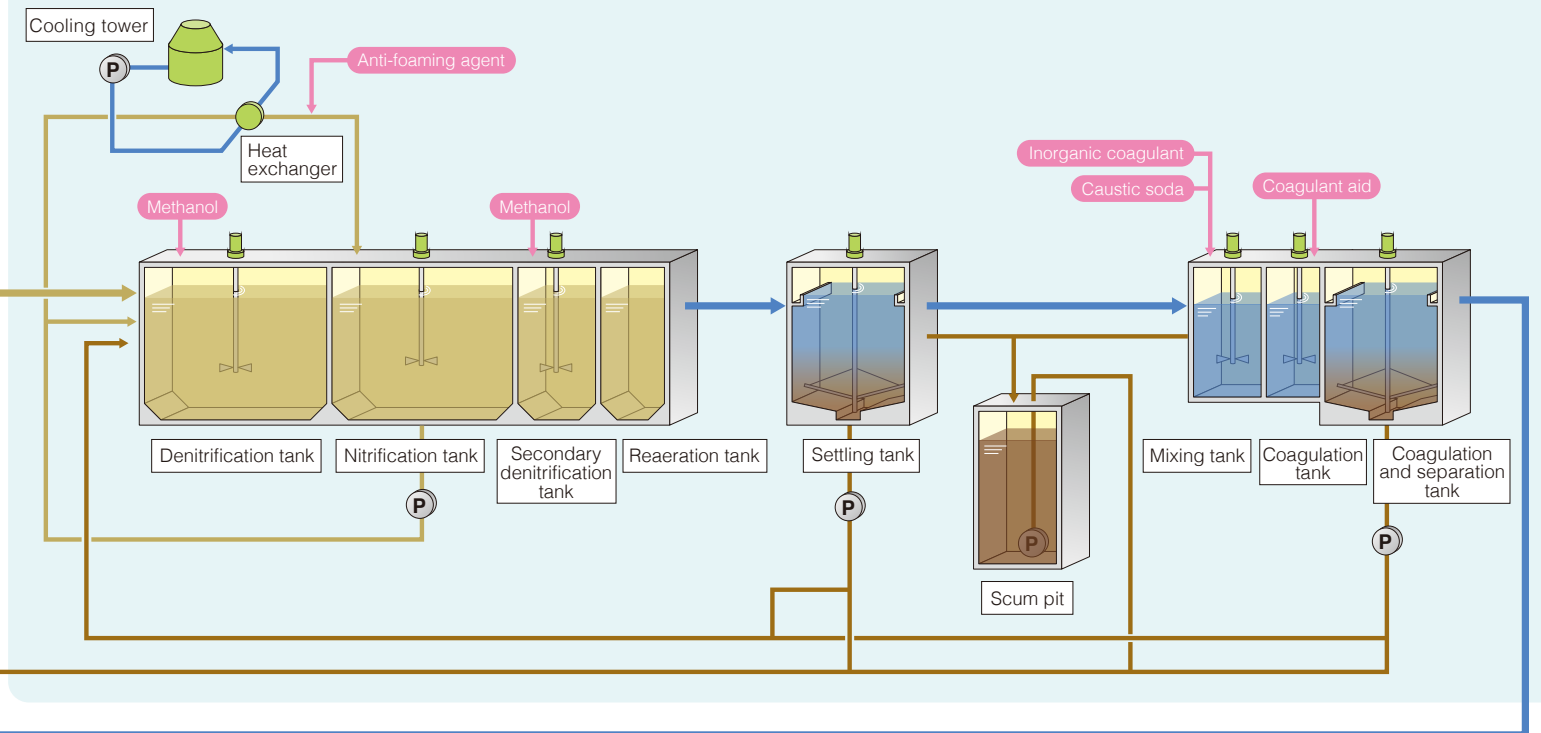 Cooling tower
P
Anti-foaming agent
Heat
exchanger
Inorganic coagulant
Caustic soda
Coagulant aid
Methanol
Methanol
Denitrification tank
Nitrification tank
Secondary
denitrification
tank
Reaeration tank
Settling tank
Mixing tank
Coagulation
tank
Coagulation
and separation
tank
P
P
P
P
Scum pit